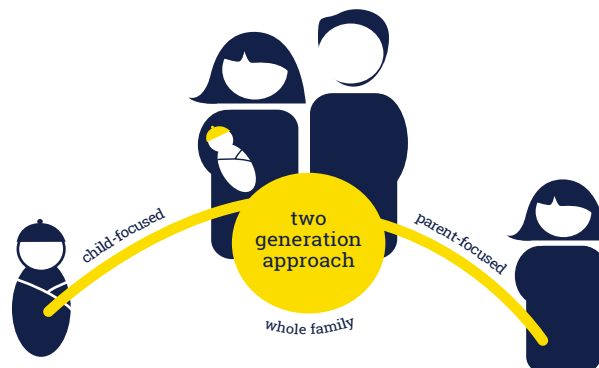 child-focused
two
generation
approach
parent-focused
whole family